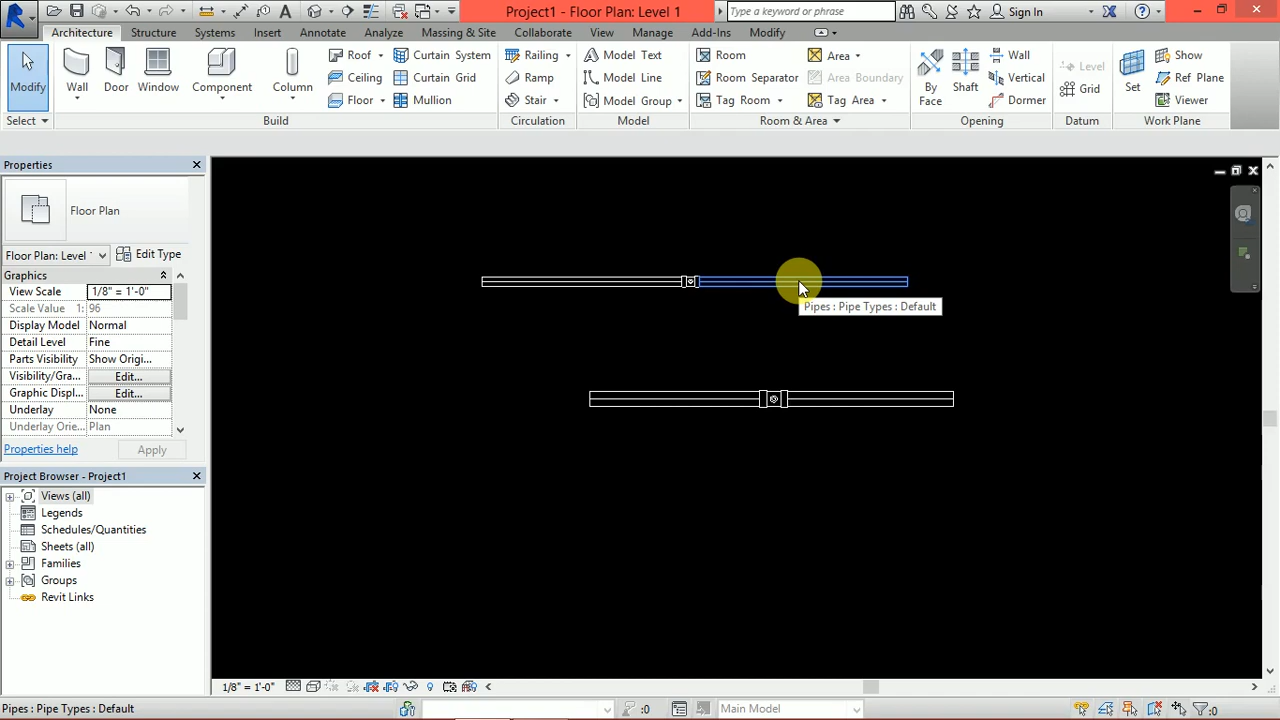 Project1 - Floor Plan: Level 1
Type a keyword or phrase
Sign In
Architecture Structure Systems Insert Annotate Analyze Massing & Site Collaborate View Manage Add-Ins Modify
Modify
Wall
Door
Window
Component
Column
Roof
Ceiling
Floor
Curtain System
Curtain Grid
Mullion
Railing
Ramp
Stair
Model Text
Model Line
Model Group
Room
Room Separator
Tag Room
Area
Area Boundary
Tag Area
By Face
Shaft
Wall
Vertical
Dormer
Level
Grid
Set
Show
Ref Plane
Viewer
Select Build Circulation Model Room & Area Opening Datum Work Plane
Properties
Floor Plan
Floor Plan: Level Edit Type
Graphics
View Scale 1/8" = 1'-0"
Scale Value 1: 96
Display Model Normal
Detail Level Fine
Parts Visibility Show Origi...
Visibility/Gra... Edit...
Graphic Displ... Edit...
Underlay None
Underlay Orie... Plan
Properties help Apply
Project Browser - Project1
Views (all)
Legends
Schedules/Quantities
Sheets (all)
Families
Groups
Revit Links
Pipes : Pipe Types : Default
1/8" = 1'-0"
Pipes : Pipe Types : Default :0 Main Model :0